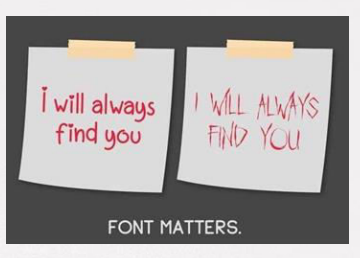 I will always
find you
I WILL ALWAYS
FIND YOU
FONT MATTERS.